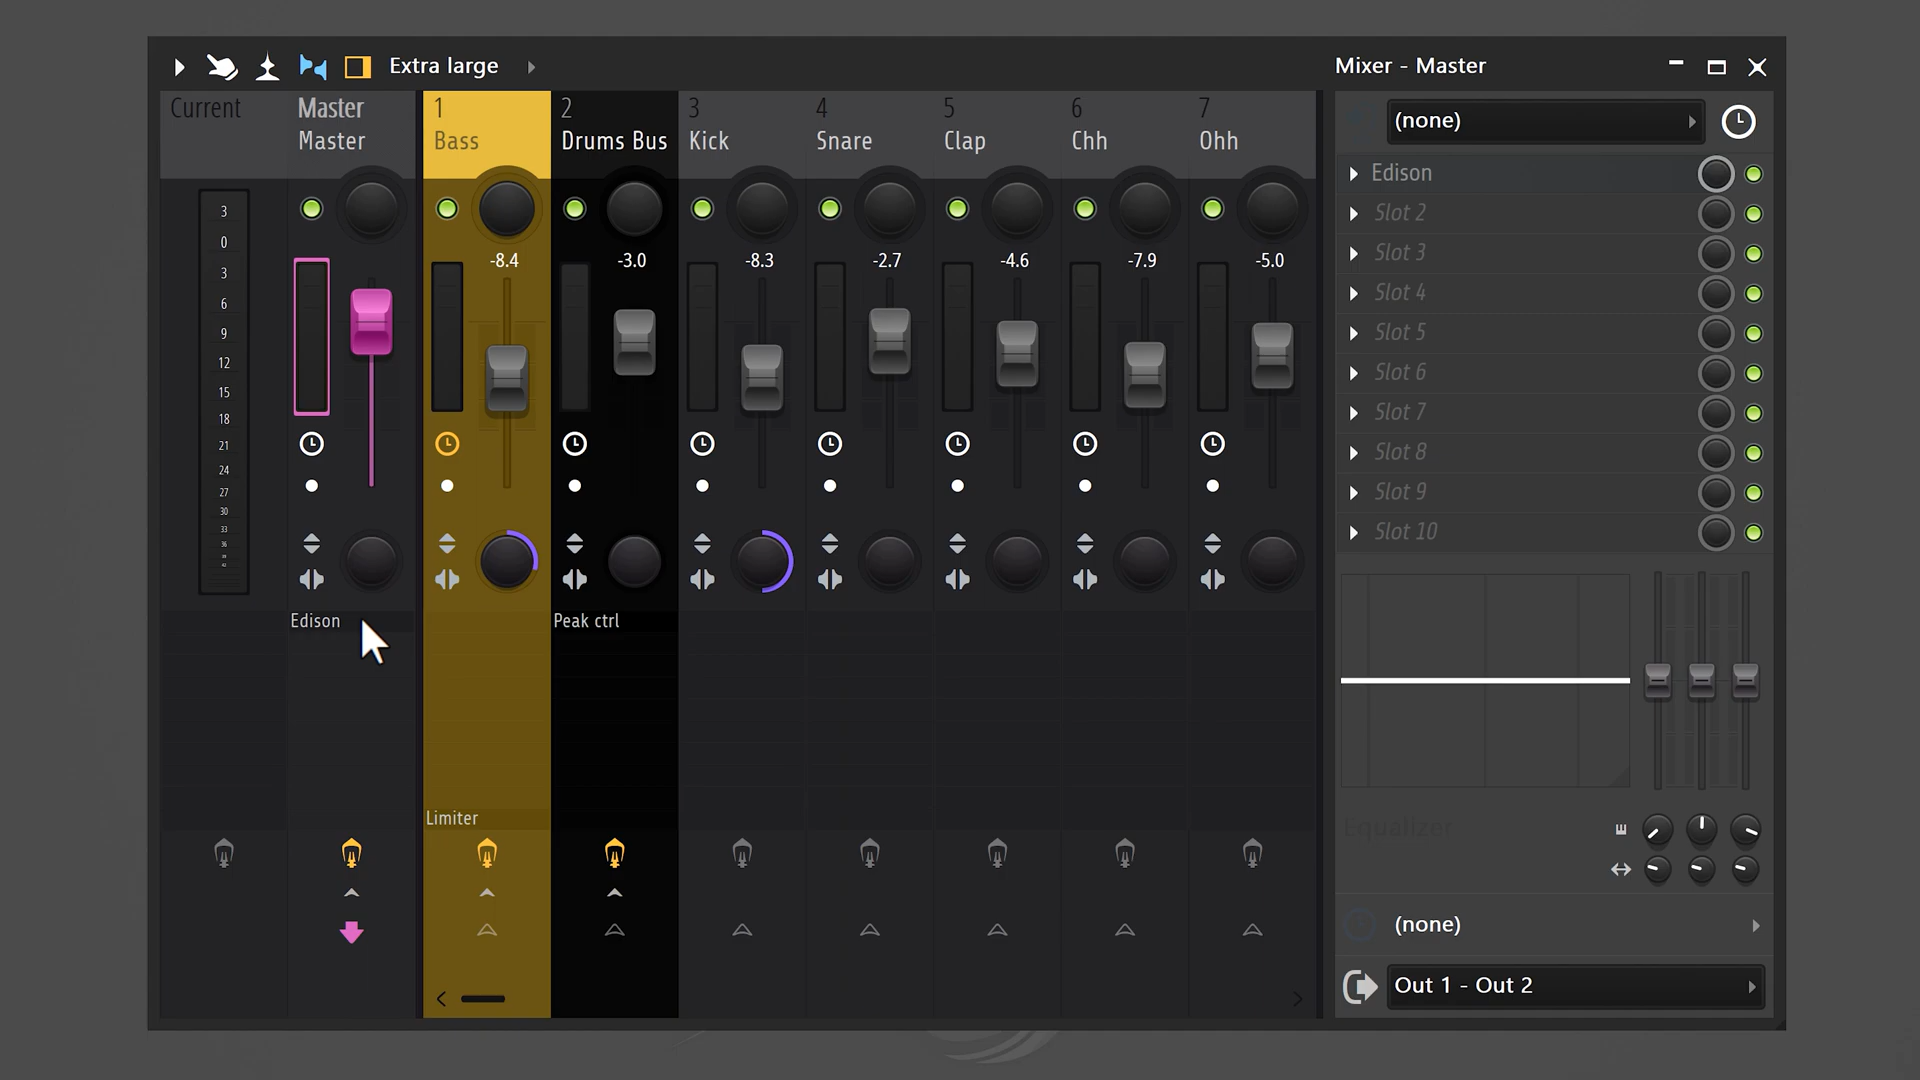 Extra large
Mixer - Master
Current
Master
Master
1
Bass
2
Drums Bus
3
Kick
4
Snare
5
Clap
6
Chh
7
Ohh
(none)
Edison
Slot 2
Slot 3
Slot 4
Slot 5
Slot 6
Slot 7
Slot 8
Slot 9
Slot 10
3
0
3
6
9
12
15
18
21
24
27
30
33
36
-8.4
-3.0
-8.3
-2.7
-4.6
-7.9
-5.0
Edison
Peak ctrl
Limiter
Equalizer
(none)
Out 1 - Out 2